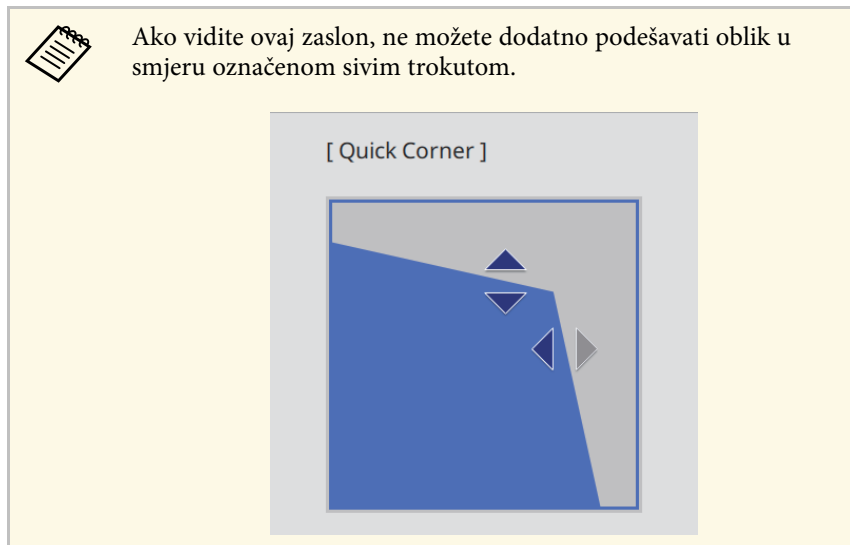 Ako vidite ovaj zaslon, ne možete dodatno podešavati oblik u
smjeru označenom sivim trokutom.
[ Quick Corner ]